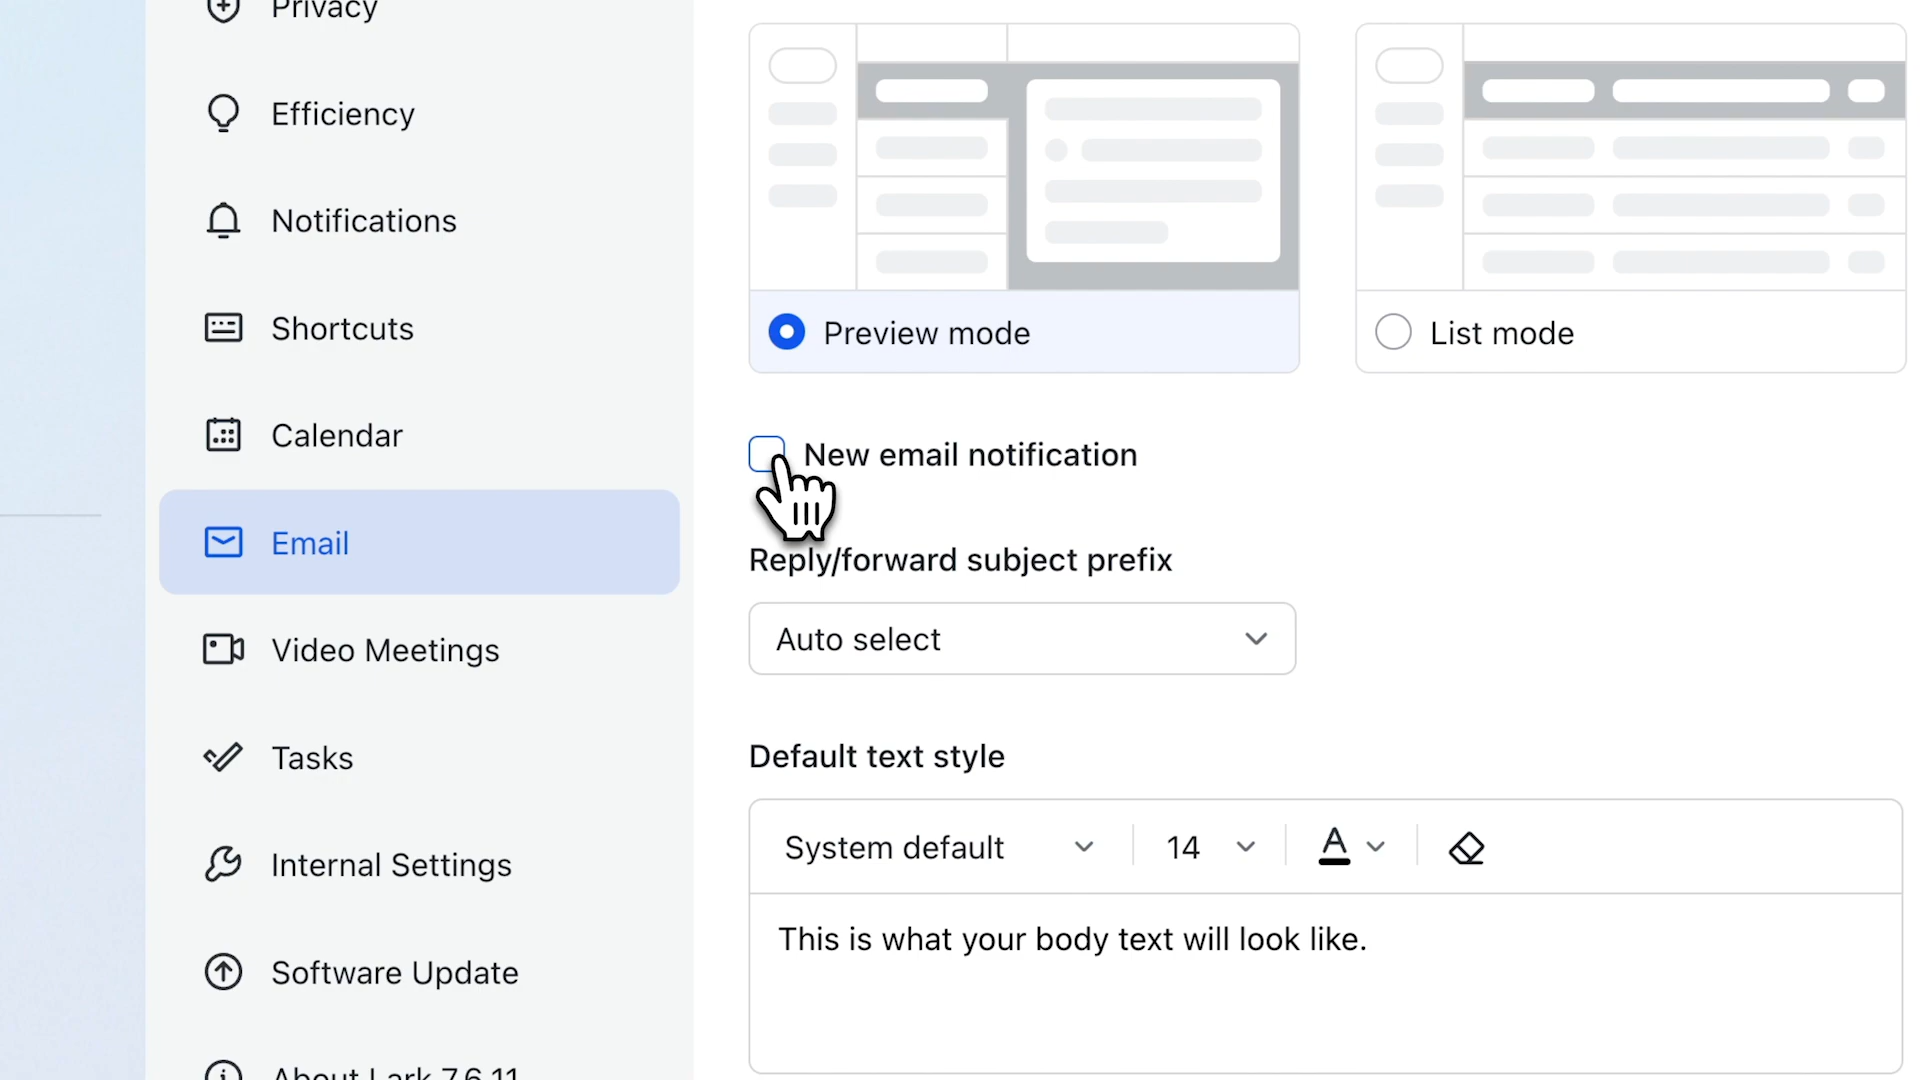 Privacy
Efficiency
Notifications
Shortcuts
Calendar
Email
Video Meetings
Tasks
Internal Settings
Software Update
About Lark 7.6.11
Preview mode
List mode
New email notification
Reply/forward subject prefix
Auto select
Default text style
System default
14
A
This is what your body text will look like.